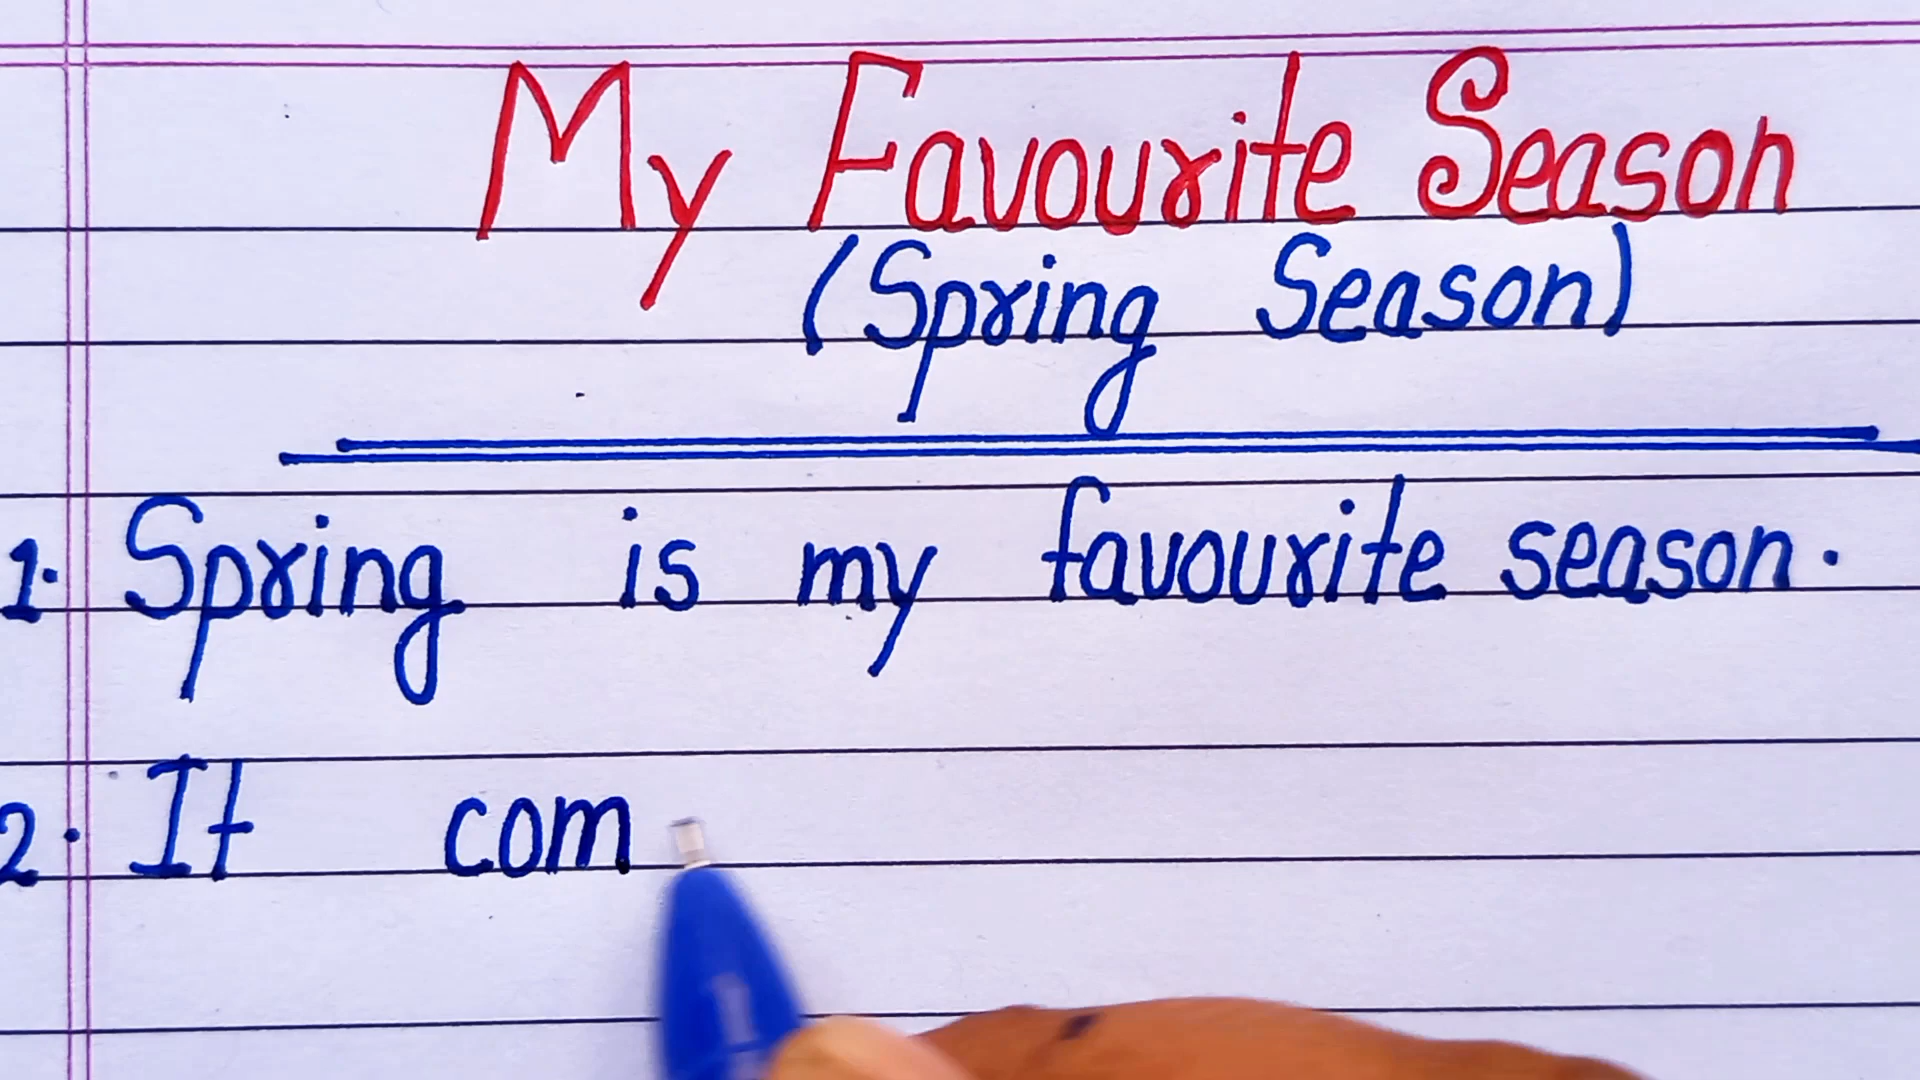 My Favourite Season
(Spring Season)
1. Spring is my favourite season.
2. It com